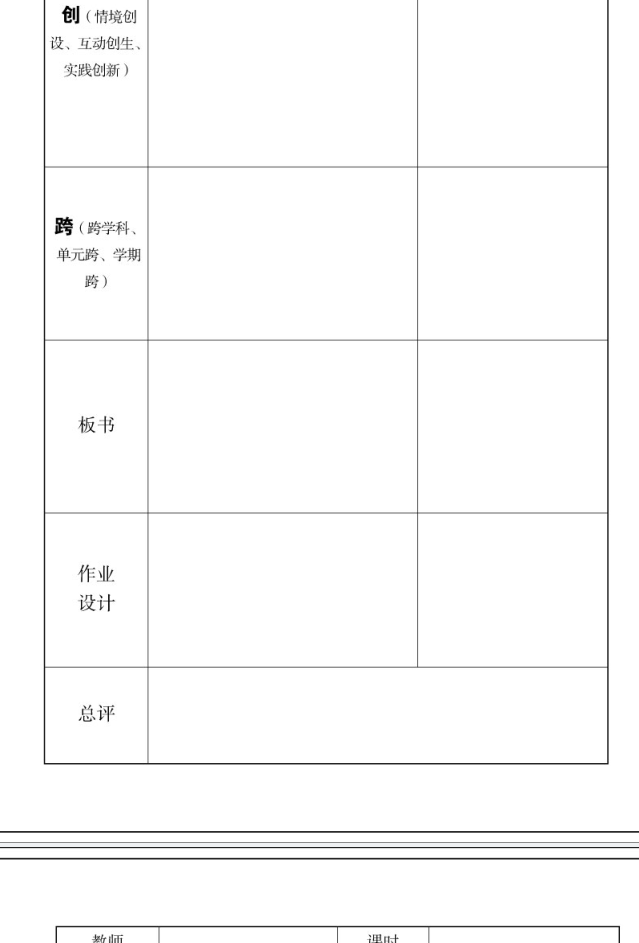 创（情境创
设、互动创生、
实践创新）
跨（跨学科、
单元跨、学期
跨）
板书
作业
设计
总评
教师 课时